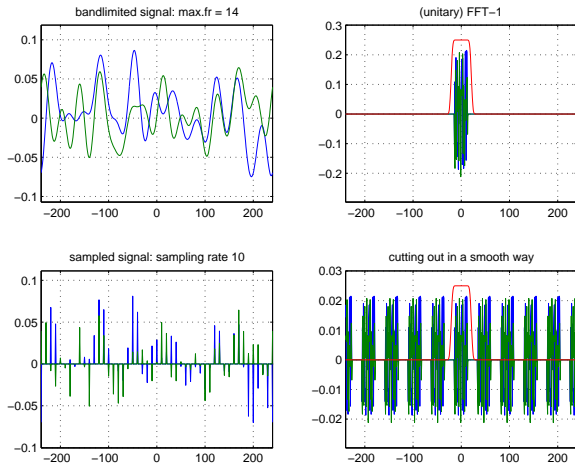 bandlimited signal: max.fr = 14
0.1
0.05
0
−0.05
−0.1
−200 −100 0 100 200
(unitary) FFT−1
0.3
0.2
0.1
0
−0.1
−0.2
−200 −100 0 100 200
sampled signal: sampling rate 10
0.1
0.05
0
−0.05
−0.1
−200 −100 0 100 200
cutting out in a smooth way
0.03
0.02
0.01
0
−0.01
−0.02
−200 −100 0 100 200